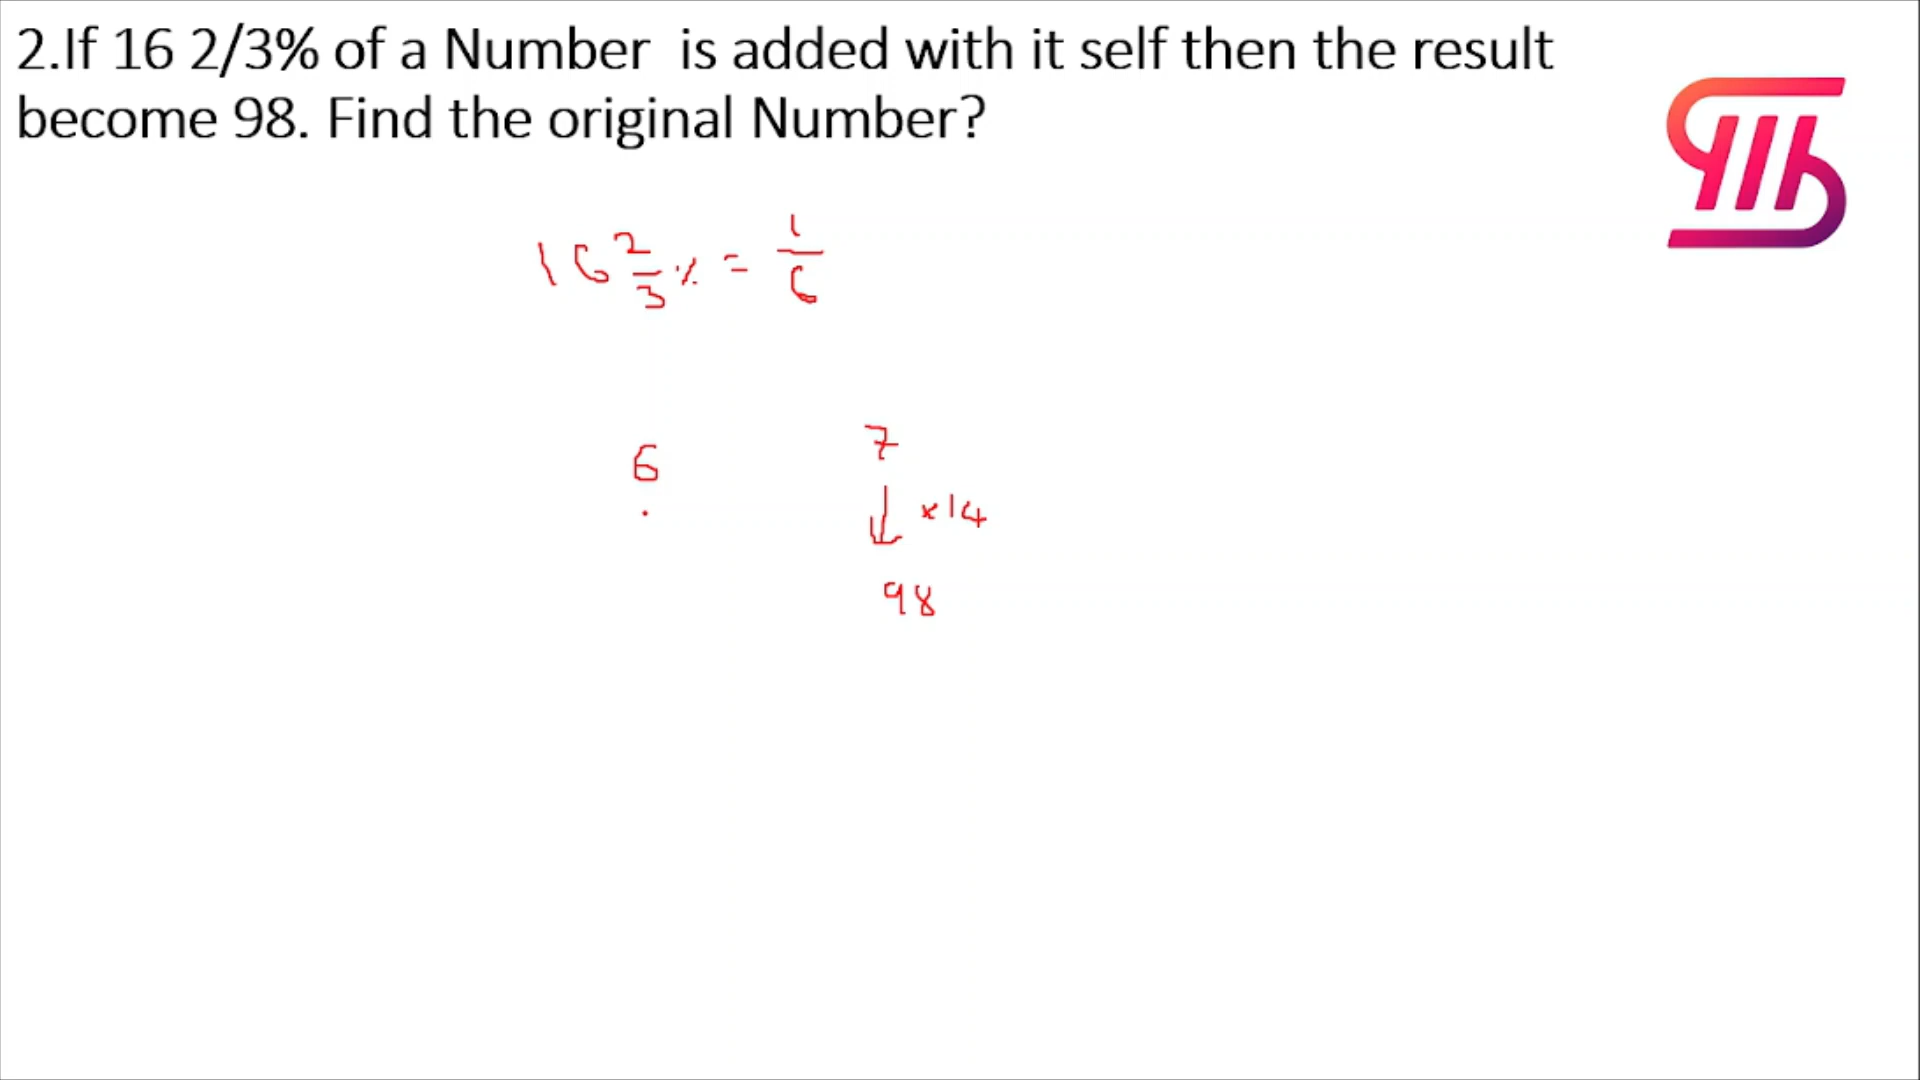 2.If 16 2/3% of a Number is added with it self then the result
become 98. Find the original Number?
16 2/3 % = 1/6
6 7
×14
98